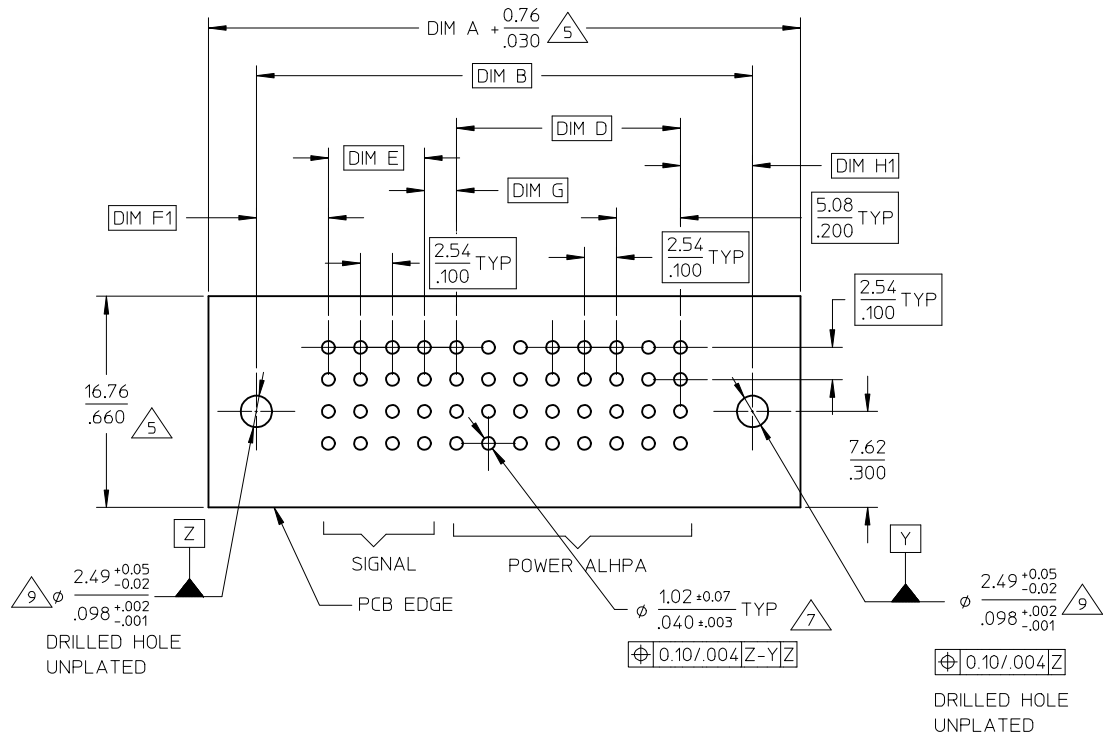 DIM A + 0.76
.030
5
DIM B
DIM D
DIM E
DIM H1
DIM G
DIM F1
5.08
.200 TYP
2.54
.100 TYP
2.54
.100 TYP
2.54
.100 TYP
16.76
.660
5
7.62
.300
Z
Y
SIGNAL
POWER ALHPA
PCB EDGE
9
ø 2.49 +0.05
-0.02
.098 +.002
-.001
DRILLED HOLE
UNPLATED
ø 1.02 ±0.07
.040 ±.003 TYP
7
⌖ 0.10/.004 Z-Y Z
ø 2.49 +0.05
-0.02
.098 +.002
-.001
9
⌖ 0.10/.004 Z
DRILLED HOLE
UNPLATED